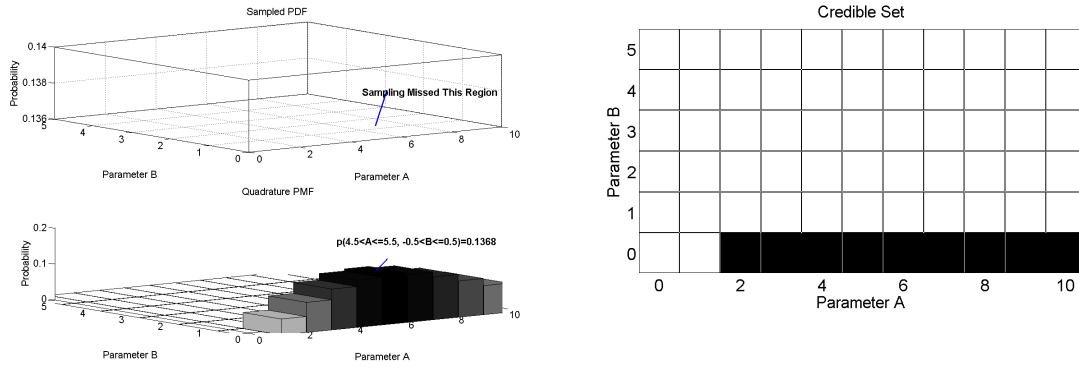 Sampled PDF
0.14
0.138
0.136
Probability
Sampling Missed This Region
5 4 3 2 1 0
0 2 4 6 8 10
Parameter B
Parameter A
Quadrature PMF
0.2
0.1
0
Probability
p(4.5<A<=5.5, -0.5<B<=0.5)=0.1368
5 4 3 2 1 0
0 2 4 6 8 10
Parameter B
Parameter A
Credible Set
5
4
3
2
1
0
Parameter B
0 2 4 6 8 10
Parameter A